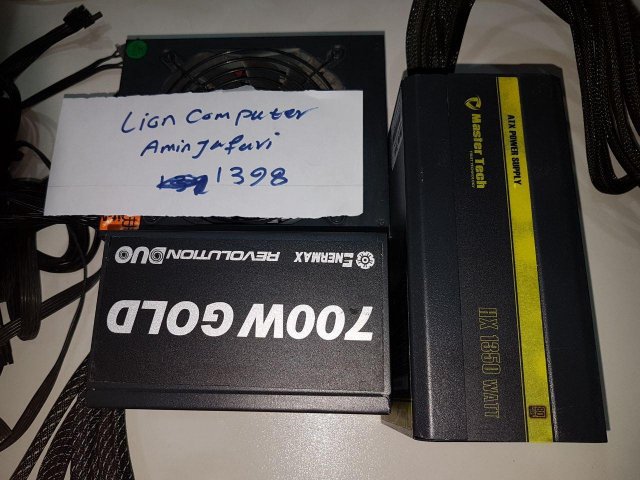 Lion Computer
Amin Jafari
1398
ENERMAX REVOLUTION DUO
700W GOLD
Master Tech
ATX POWER SUPPLY
HX 1350 WATT